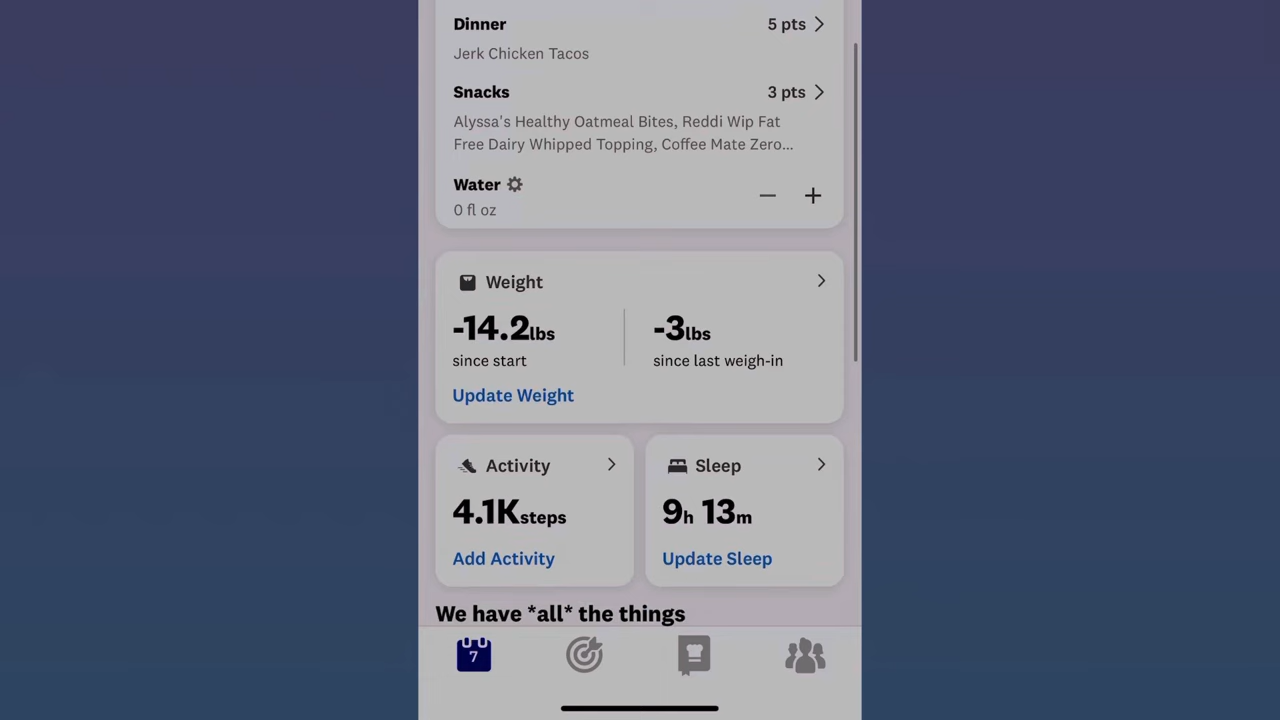 Dinner 5 pts
Jerk Chicken Tacos
Snacks 3 pts
Alyssa's Healthy Oatmeal Bites, Reddi Wip Fat
Free Dairy Whipped Topping, Coffee Mate Zero...
Water
0 fl oz
Weight
-14.2lbs -3lbs
since start since last weigh-in
Update Weight
Activity Sleep
4.1Ksteps 9h 13m
Add Activity Update Sleep
We have *all* the things
7